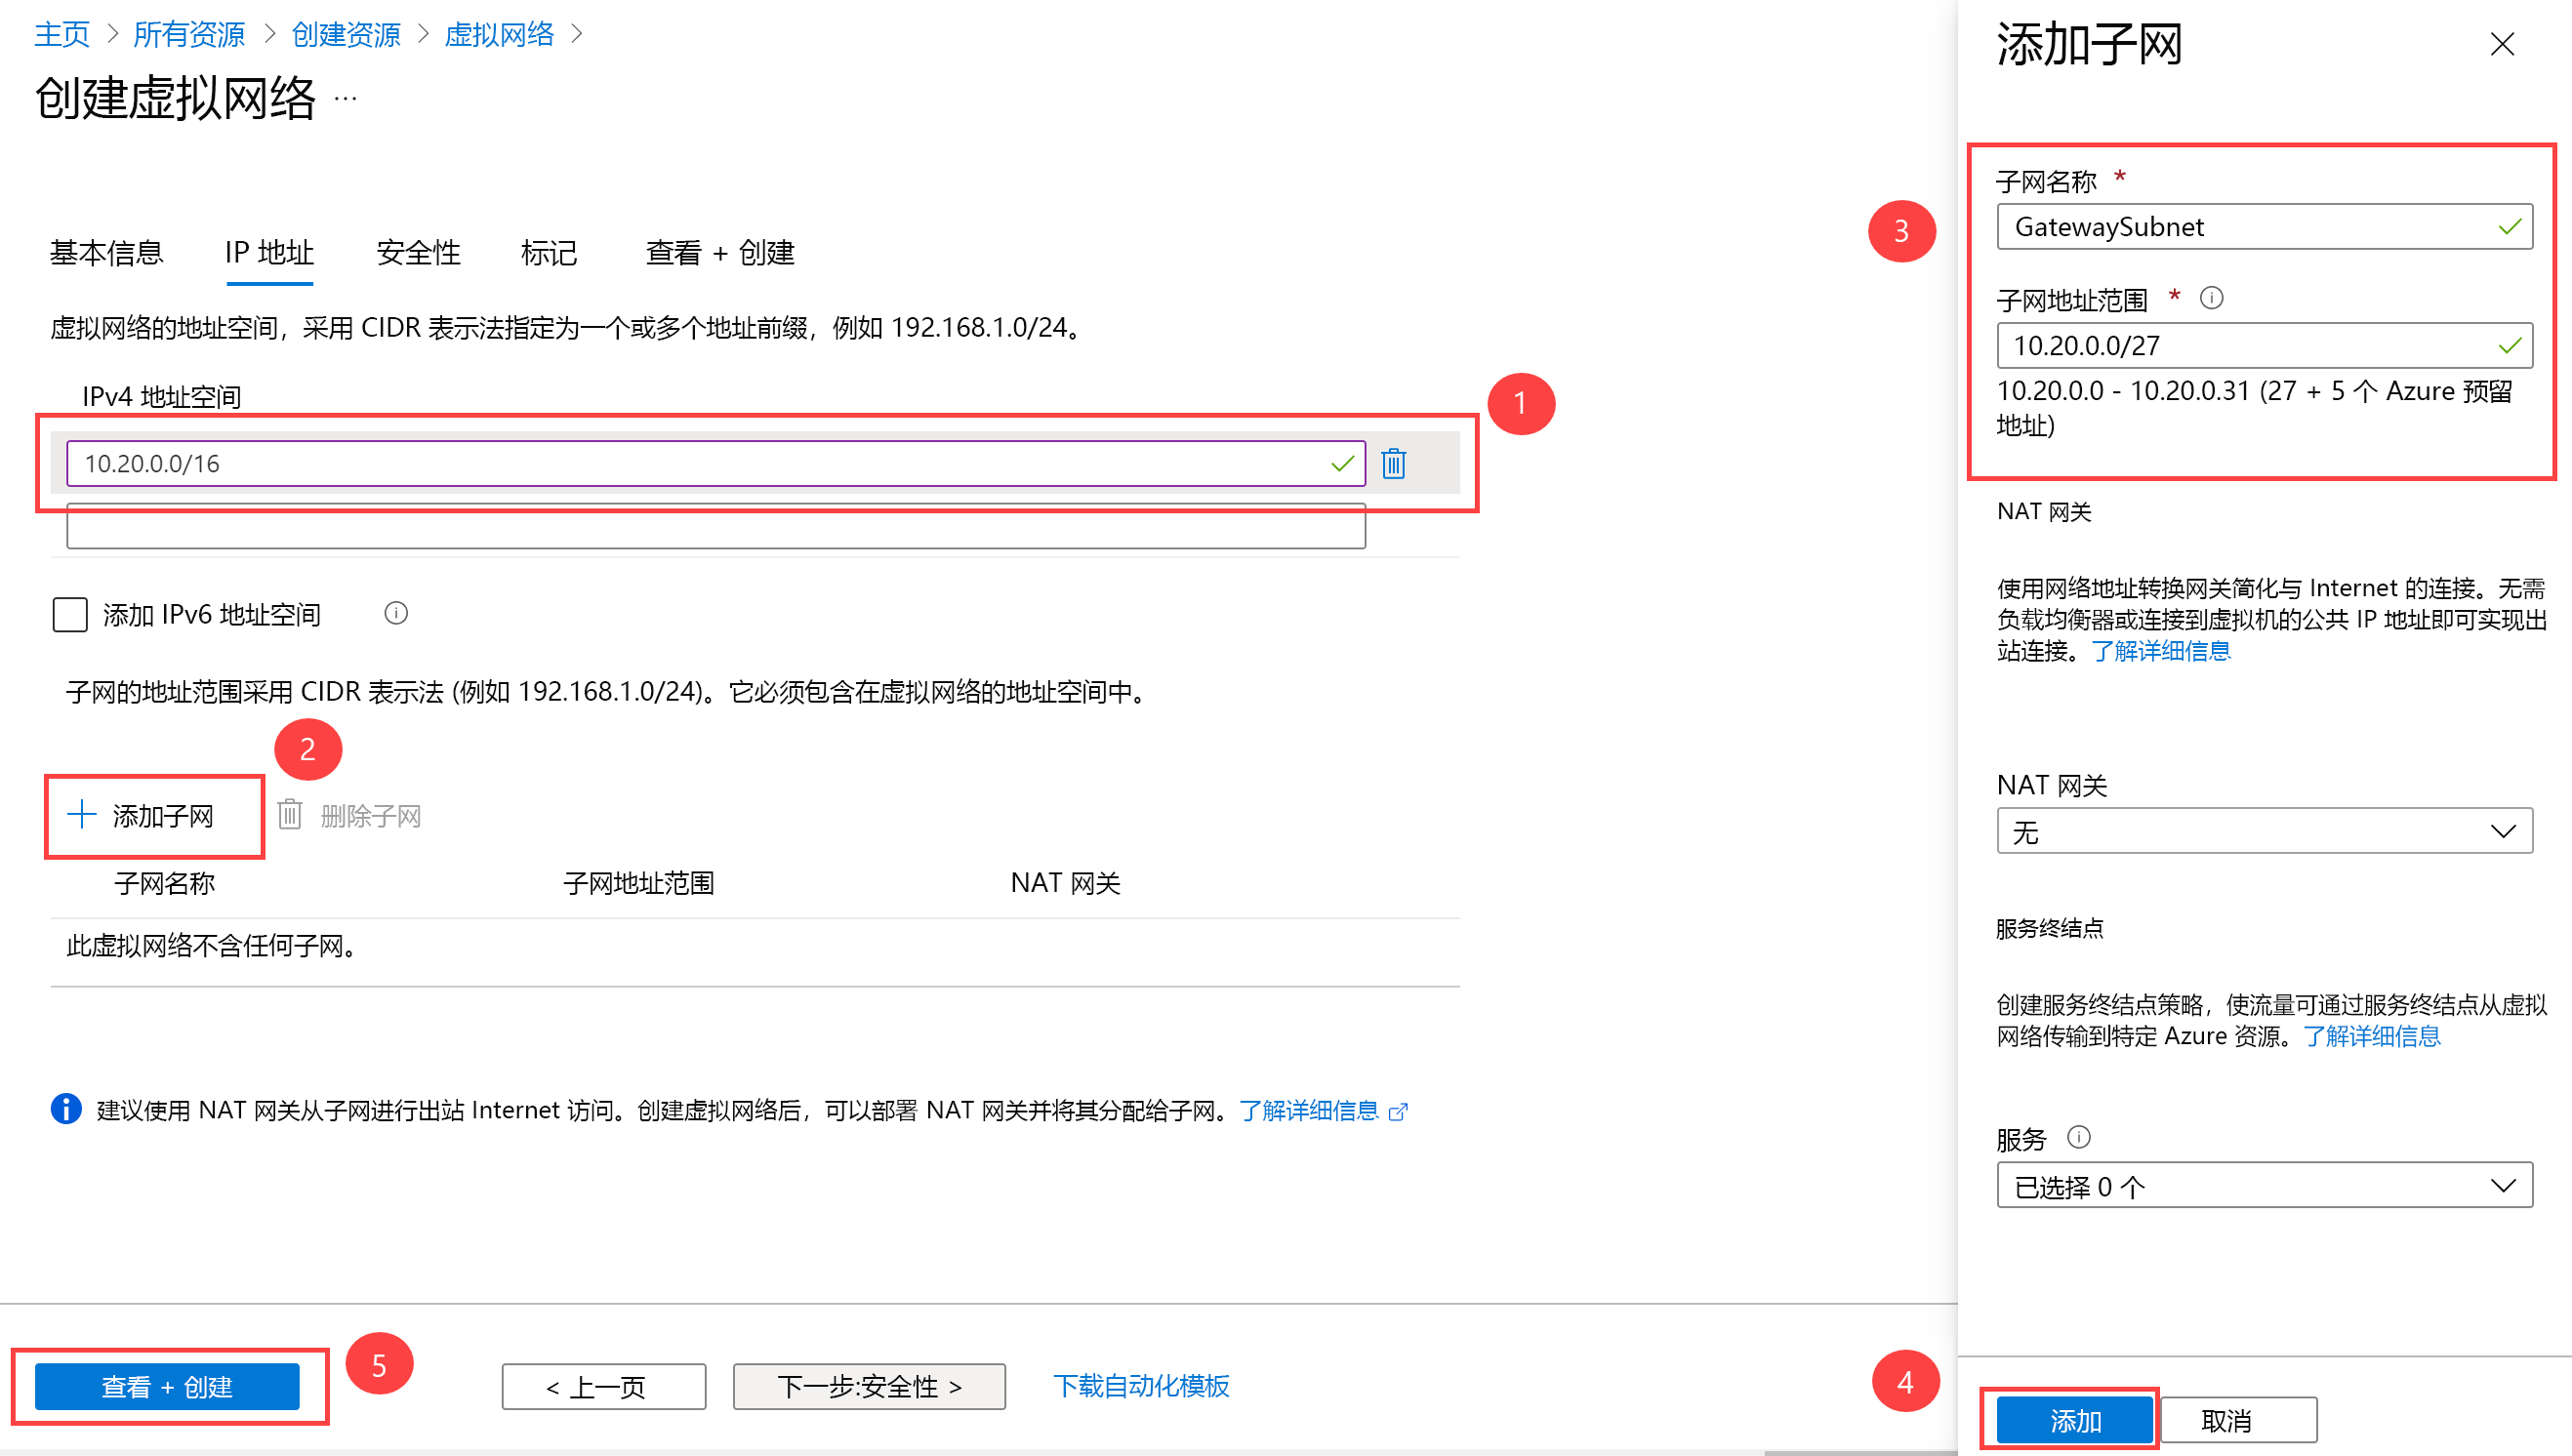 主页 > 所有资源 > 创建资源 > 虚拟网络 >
创建虚拟网络 ...
基本信息 IP 地址 安全性 标记 查看 + 创建
虚拟网络的地址空间，采用 CIDR 表示法指定为一个或多个地址前缀，例如 192.168.1.0/24。
IPv4 地址空间
1
10.20.0.0/16
添加 IPv6 地址空间
子网的地址范围采用 CIDR 表示法 (例如 192.168.1.0/24)。它必须包含在虚拟网络的地址空间中。
2
+ 添加子网 删除子网
子网名称 子网地址范围 NAT 网关
此虚拟网络不含任何子网。
建议使用 NAT 网关从子网进行出站 Internet 访问。创建虚拟网络后，可以部署 NAT 网关并将其分配给子网。了解详细信息
查看 + 创建
5
< 上一页
下一步:安全性 >
下载自动化模板
添加子网
3
子网名称 *
GatewaySubnet
子网地址范围 *
10.20.0.0/27
10.20.0.0 - 10.20.0.31 (27 + 5 个 Azure 预留
地址)
NAT 网关
使用网络地址转换网关简化与 Internet 的连接。无需
负载均衡器或连接到虚拟机的公共 IP 地址即可实现出
站连接。了解详细信息
NAT 网关
无
服务终结点
创建服务终结点策略，使流量可通过服务终结点从虚拟
网络传输到特定 Azure 资源。了解详细信息
服务
已选择 0 个
4
添加 取消